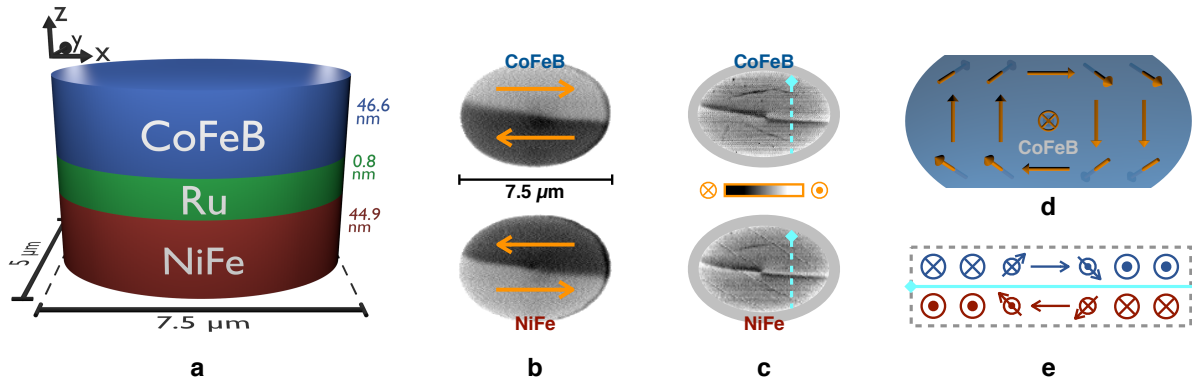 z
y
x
CoFeB
Ru
NiFe
46.6
nm
0.8
nm
44.9
nm
5 µm
7.5 µm
a
CoFeB
7.5 µm
NiFe
b
CoFeB
NiFe
c
CoFeB
d
e